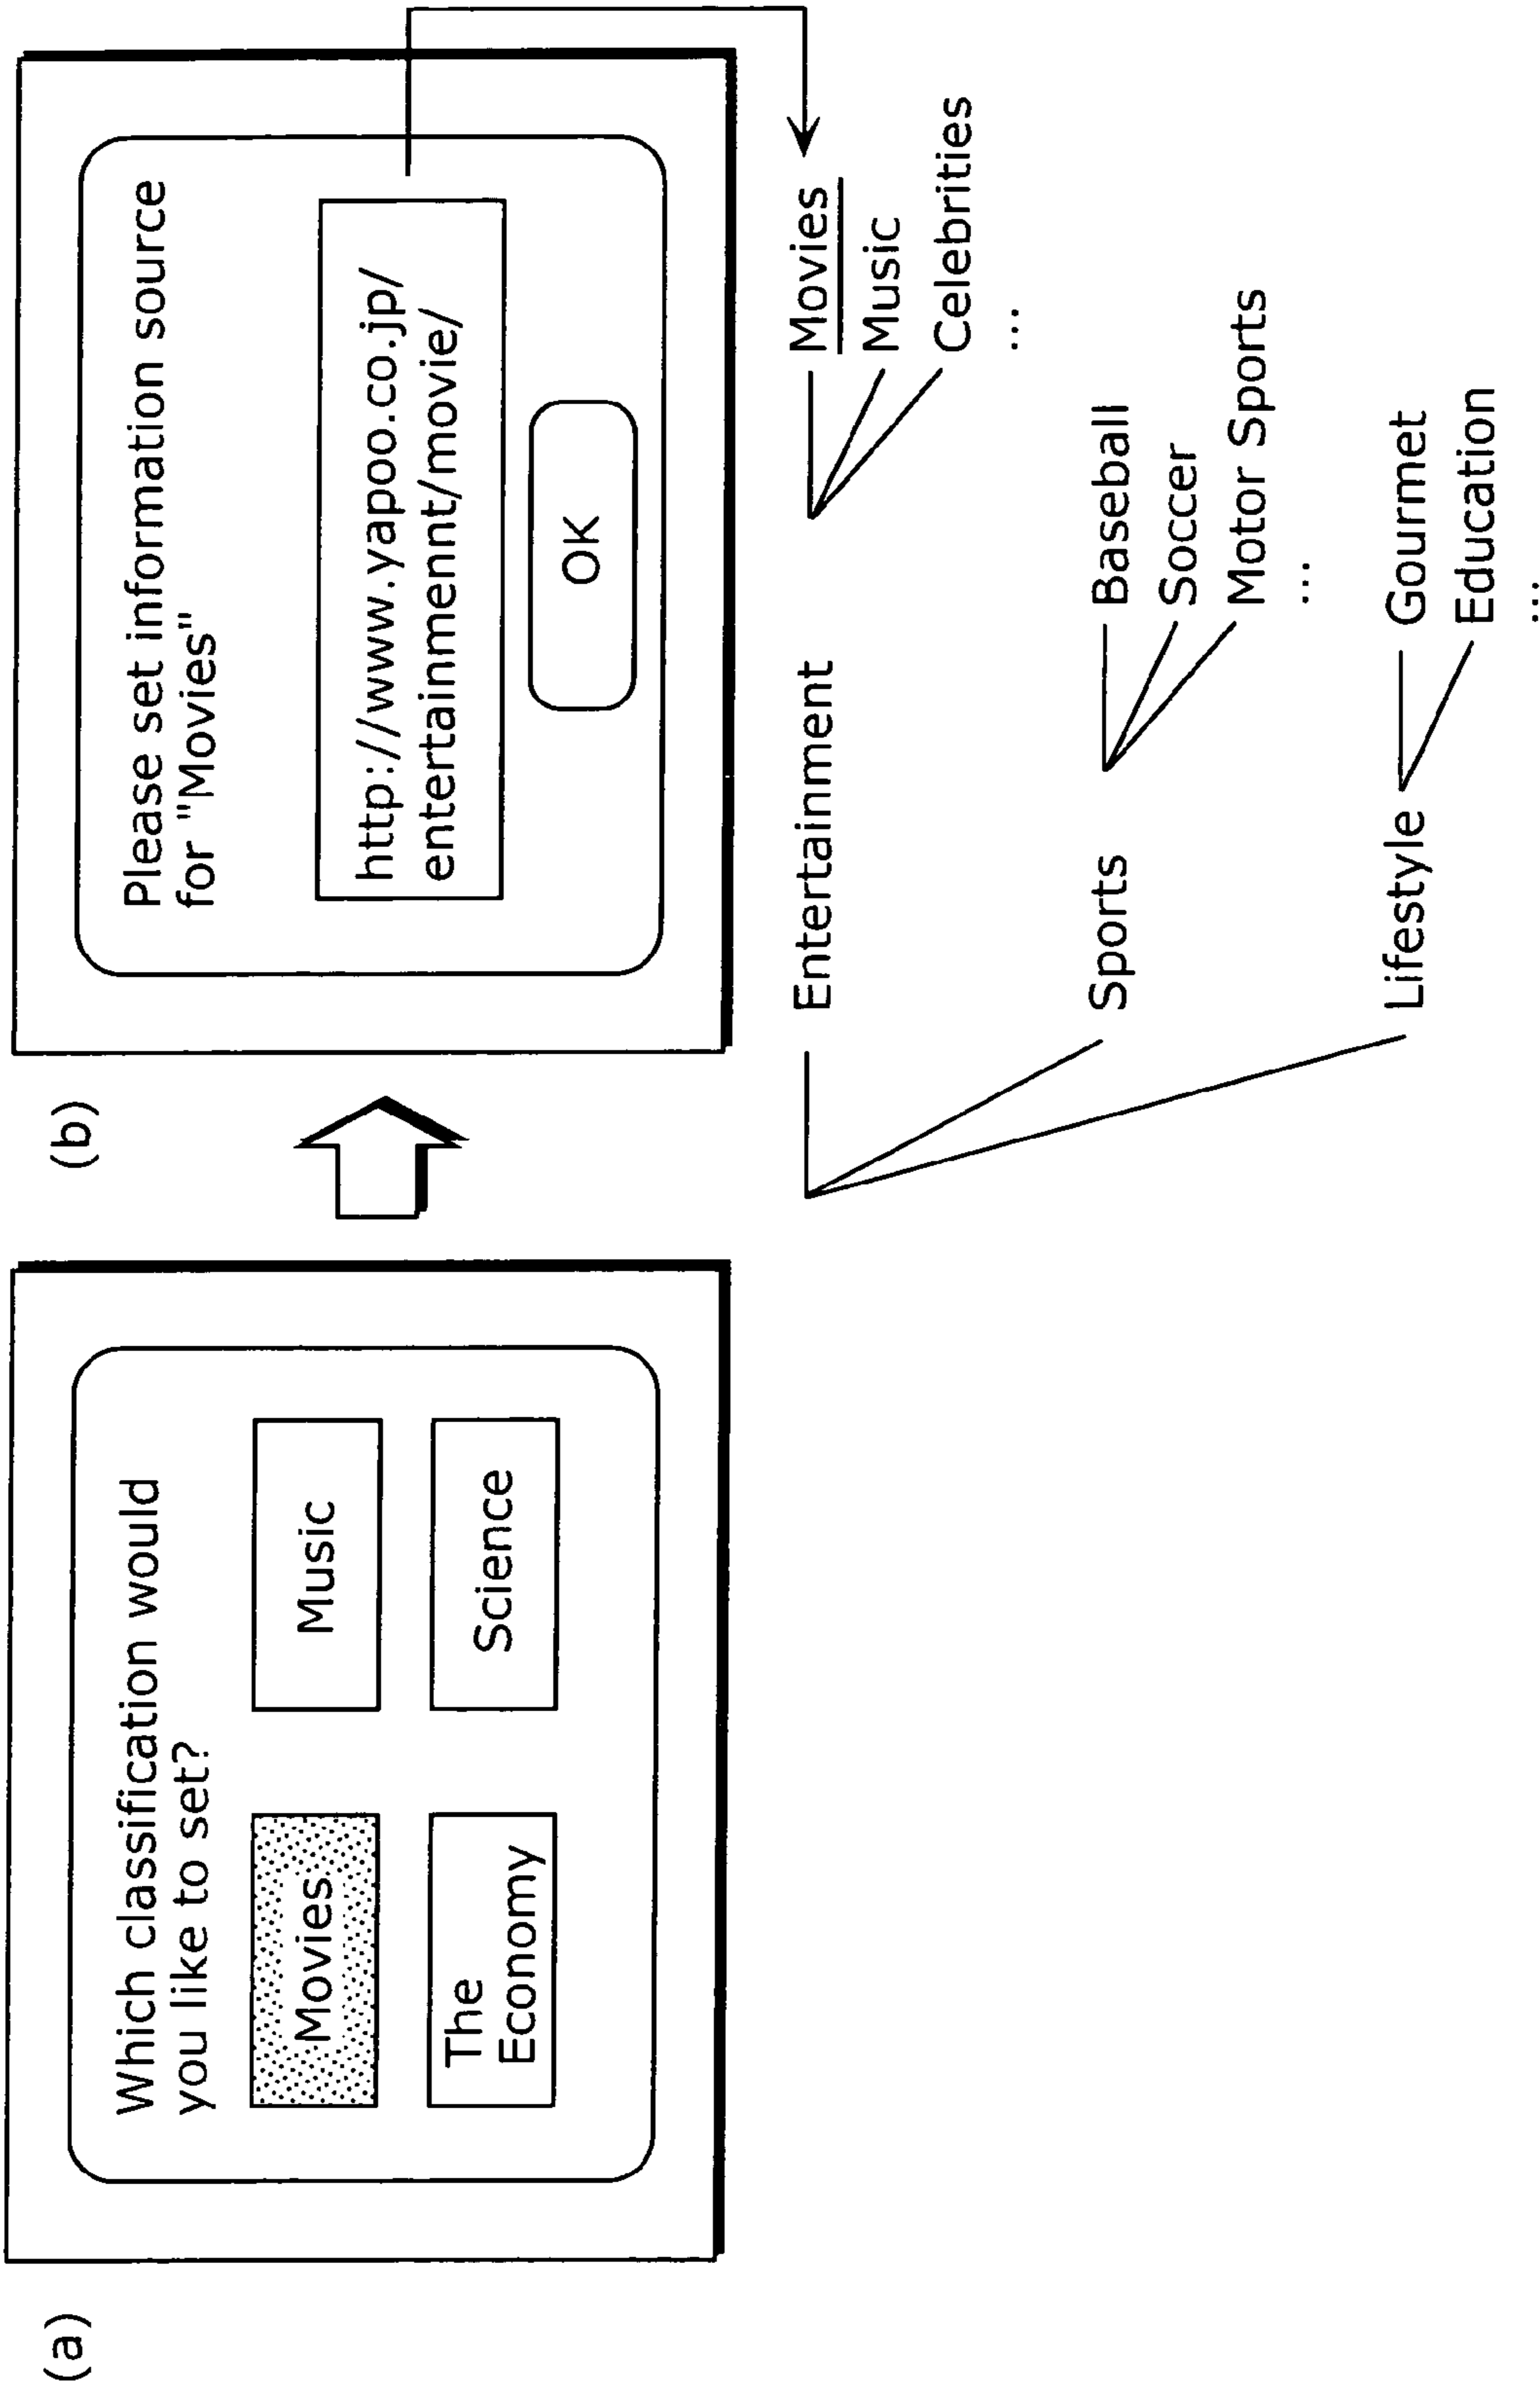 (a)
Which classification would
you like to set?
Movies
Music
The
Economy
Science
(b)
Please set information source
for "Movies"
http://www.yapoo.co.jp/
entertainmennt/movie/
OK
Entertainment
Movies
Music
Celebrities
...
Sports
Baseball
Soccer
Motor Sports
...
Lifestyle
Gourmet
Education
...